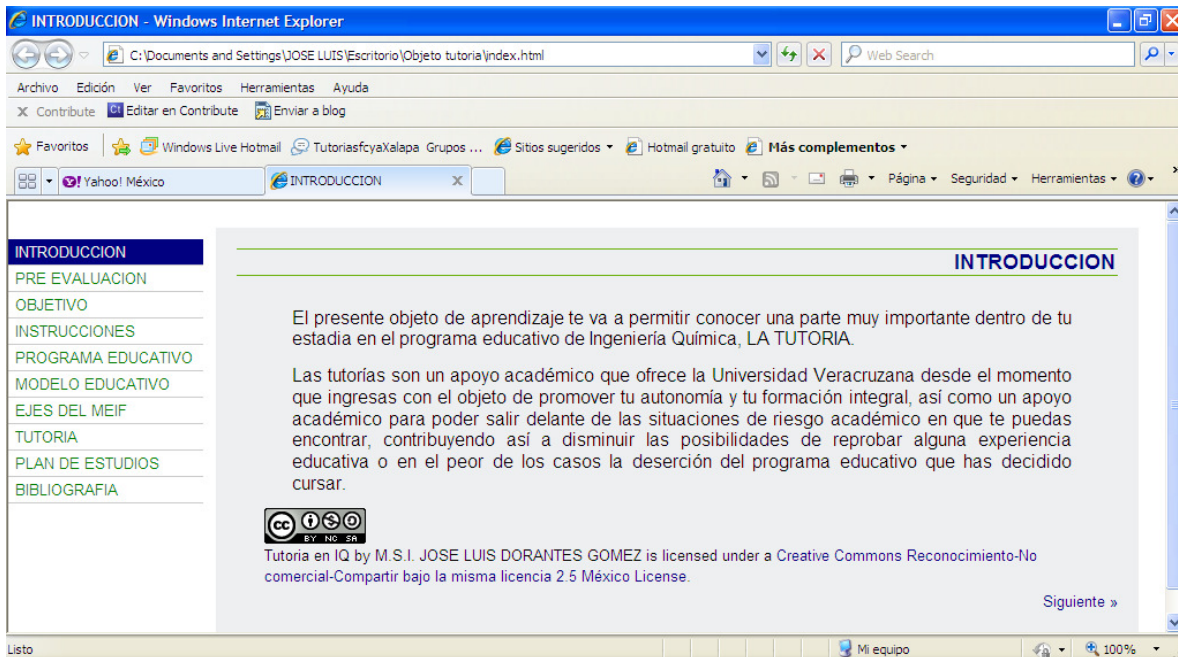 INTRODUCCION - Windows Internet Explorer
C:\Documents and Settings\JOSE LUIS\Escritorio\Objeto tutoria\index.html
Web Search
Archivo Edición Ver Favoritos Herramientas Ayuda
X Contribute Ct Editar en Contribute Enviar a blog
Favoritos Windows Live Hotmail TutoriasfcyaXalapa Grupos ... Sitios sugeridos Hotmail gratuito Más complementos
Yahoo! México INTRODUCCION X Página Seguridad Herramientas
INTRODUCCION
PRE EVALUACION
OBJETIVO
INSTRUCCIONES
PROGRAMA EDUCATIVO
MODELO EDUCATIVO
EJES DEL MEIF
TUTORIA
PLAN DE ESTUDIOS
BIBLIOGRAFIA
INTRODUCCION
El presente objeto de aprendizaje te va a permitir conocer una parte muy importante dentro de tu
estadia en el programa educativo de Ingeniería Química, LA TUTORIA.
Las tutorías son un apoyo académico que ofrece la Universidad Veracruzana desde el momento
que ingresas con el objeto de promover tu autonomía y tu formación integral, así como un apoyo
académico para poder salir delante de las situaciones de riesgo académico en que te puedas
encontrar, contribuyendo así a disminuir las posibilidades de reprobar alguna experiencia
educativa o en el peor de los casos la deserción del programa educativo que has decidido
cursar.
cc
BY NC SA
Tutoria en IQ by M.S.I. JOSE LUIS DORANTES GOMEZ is licensed under a Creative Commons Reconocimiento-No
comercial-Compartir bajo la misma licencia 2.5 México License.
Siguiente »
Listo Mi equipo 100%